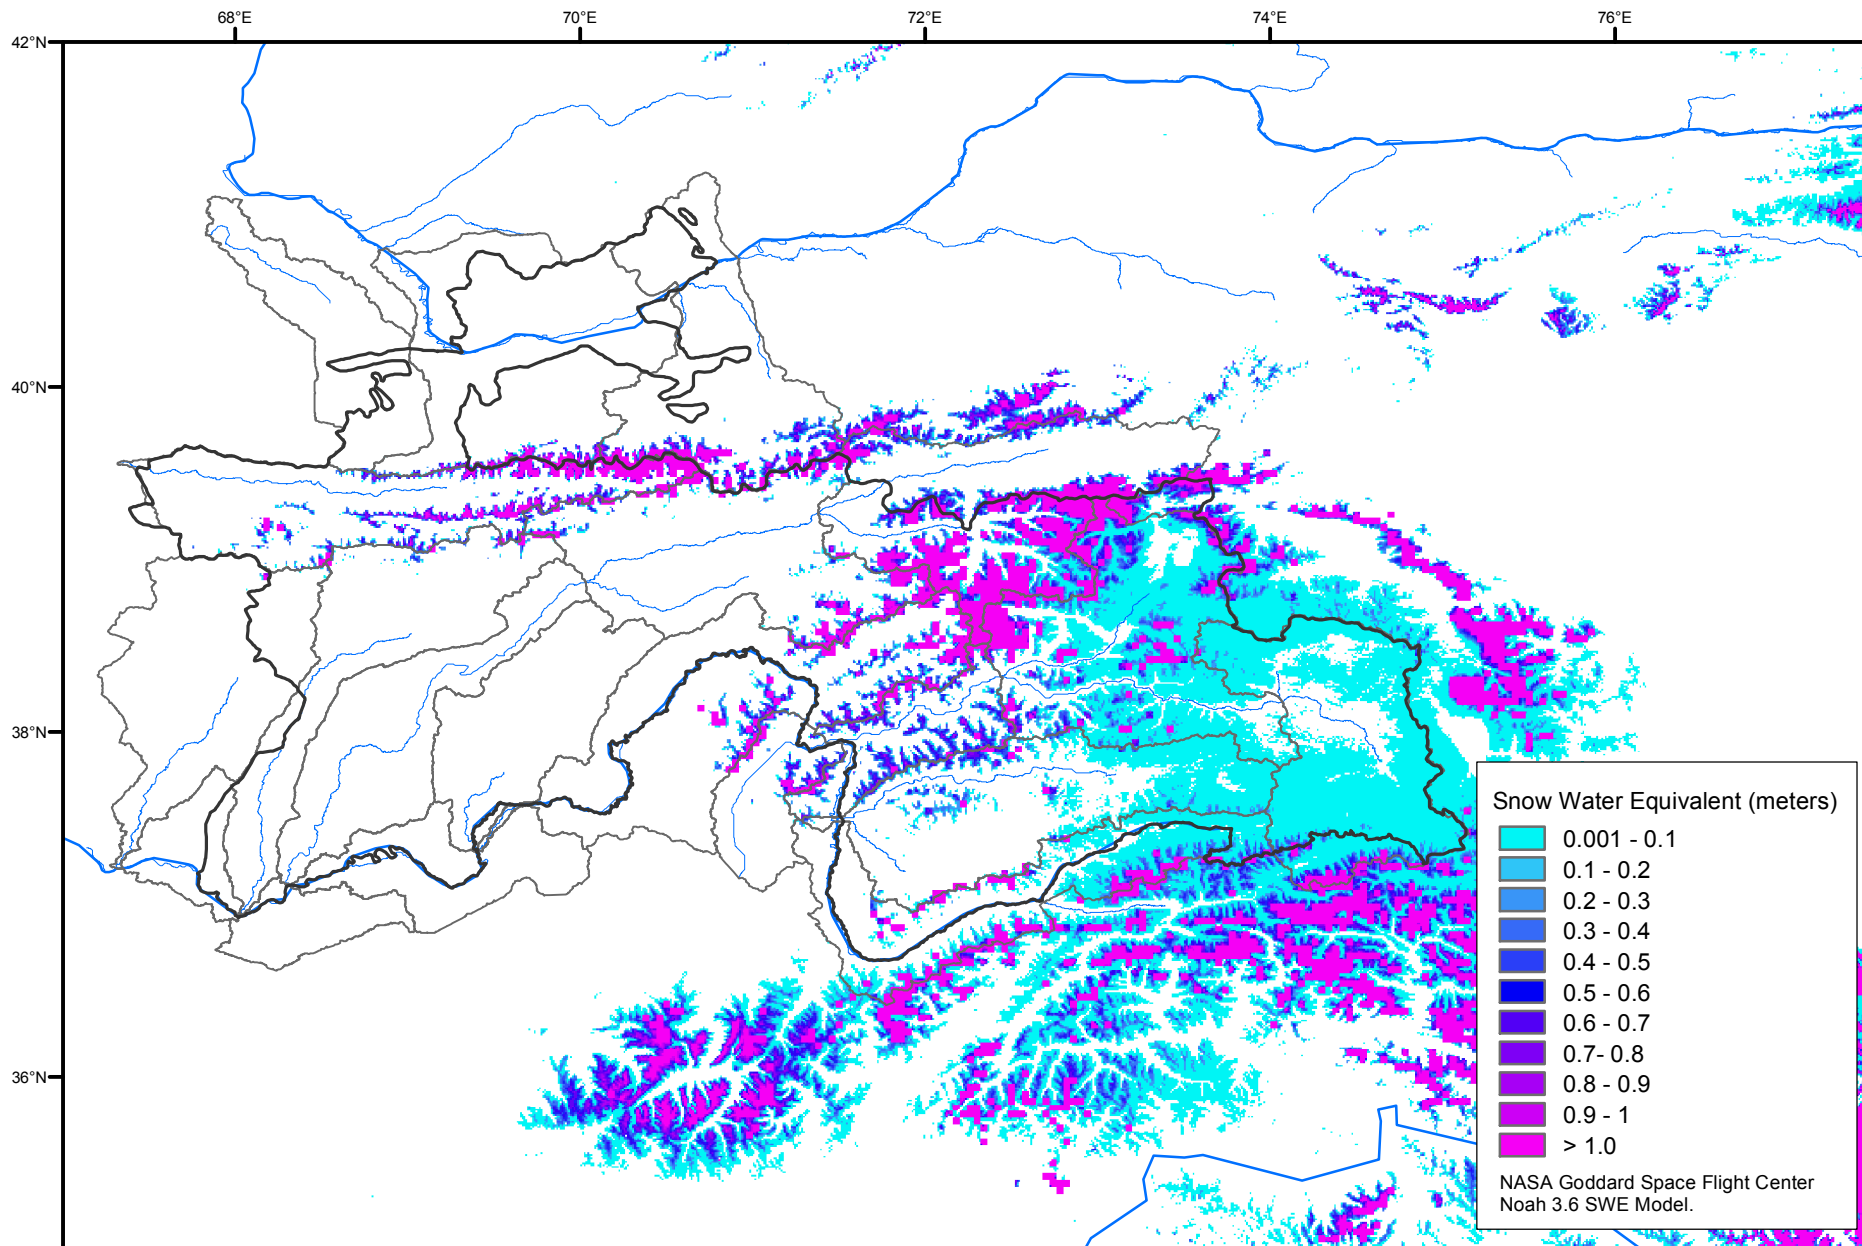 68°E 70°E 72°E 74°E 76°E
42°N
40°N
38°N
36°N
Snow Water Equivalent (meters)
0.001 - 0.1
0.1 - 0.2
0.2 - 0.3
0.3 - 0.4
0.4 - 0.5
0.5 - 0.6
0.6 - 0.7
0.7- 0.8
0.8 - 0.9
0.9 - 1
> 1.0
NASA Goddard Space Flight Center
Noah 3.6 SWE Model.